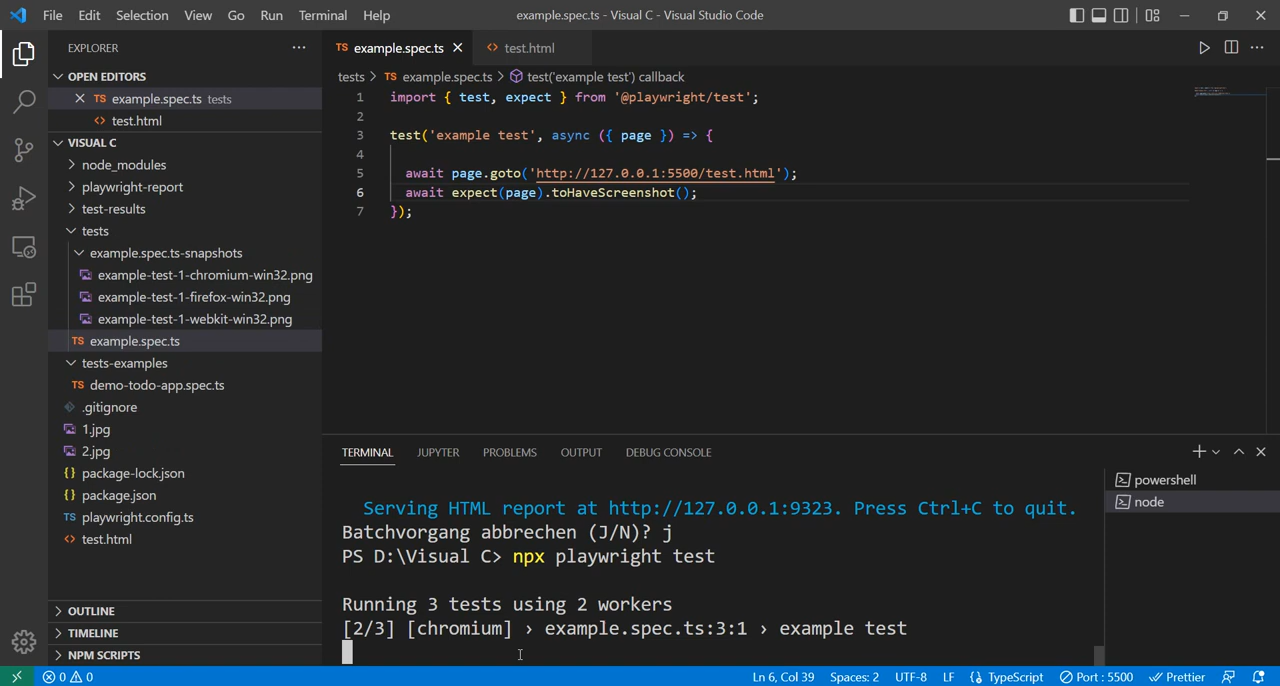 File Edit Selection View Go Run Terminal Help
example.spec.ts - Visual C - Visual Studio Code
EXPLORER
OPEN EDITORS
TS example.spec.ts tests
test.html
VISUAL C
node_modules
playwright-report
test-results
tests
example.spec.ts-snapshots
example-test-1-chromium-win32.png
example-test-1-firefox-win32.png
example-test-1-webkit-win32.png
TS example.spec.ts
tests-examples
TS demo-todo-app.spec.ts
.gitignore
1.jpg
2.jpg
{} package-lock.json
{} package.json
TS playwright.config.ts
<> test.html
OUTLINE
TIMELINE
NPM SCRIPTS
TS example.spec.ts
<> test.html
tests > TS example.spec.ts > test('example test') callback
1 import { test, expect } from '@playwright/test';
2
3 test('example test', async ({ page }) => {
4
5 await page.goto('http://127.0.0.1:5500/test.html');
6 await expect(page).toHaveScreenshot();
7 });
TERMINAL JUPYTER PROBLEMS OUTPUT DEBUG CONSOLE
Serving HTML report at http://127.0.0.1:9323. Press Ctrl+C to quit.
Batchvorgang abbrechen (J/N)? j
PS D:\Visual C> npx playwright test
Running 3 tests using 2 workers
[2/3] [chromium] › example.spec.ts:3:1 › example test
powershell
node
0 0
Ln 6, Col 39
Spaces: 2
UTF-8
LF
{} TypeScript
Port : 5500
Prettier